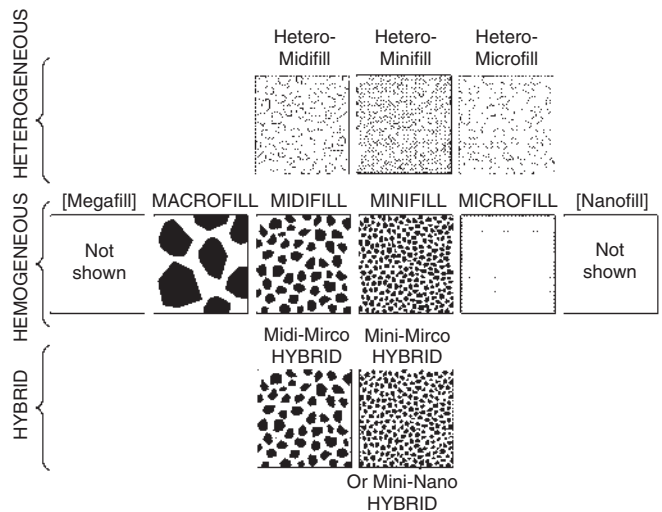 HETEROGENEOUS
Hetero-
Midifill
Hetero-
Minifill
Hetero-
Microfill
HEMOGENEOUS
[Megafill]
Not
shown
MACROFILL
MIDIFILL
MINIFILL
MICROFILL
[Nanofill]
Not
shown
HYBRID
Midi-Mirco
HYBRID
Mini-Mirco
HYBRID
Or Mini-Nano
HYBRID